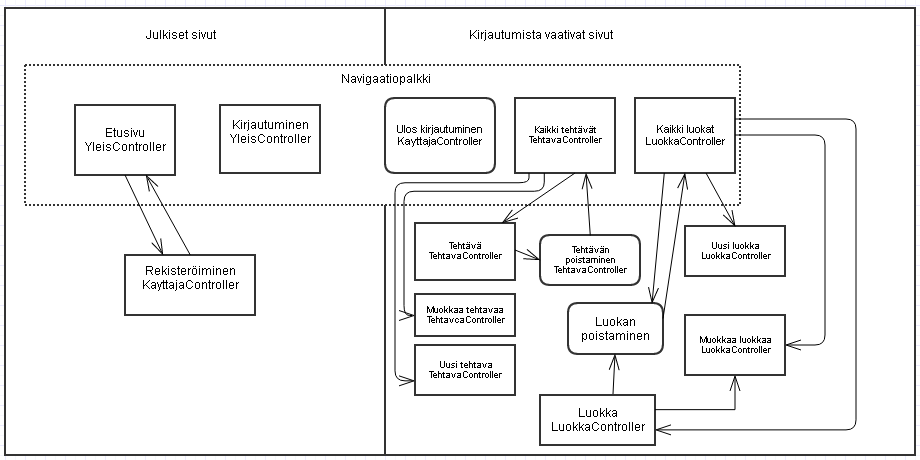 Julkiset sivut
Kirjautumista vaativat sivut
Navigaatiopalkki
Etusivu
YleisController
Kirjautuminen
YleisController
Ulos kirjautuminen
KayttajaController
Kaikki tehtävät
TehtavaController
Kaikki luokat
LuokkaController
Rekisteröiminen
KayttajaController
Tehtävä
TehtavaController
Tehtävän
poistaminen
TehtavaController
Uusi luokka
LuokkaController
Muokkaa tehtavaa
TehtavcaController
Luokan
poistaminen
Muokkaa luokkaa
LuokkaController
Uusi tehtava
TehtavaController
Luokka
LuokkaController